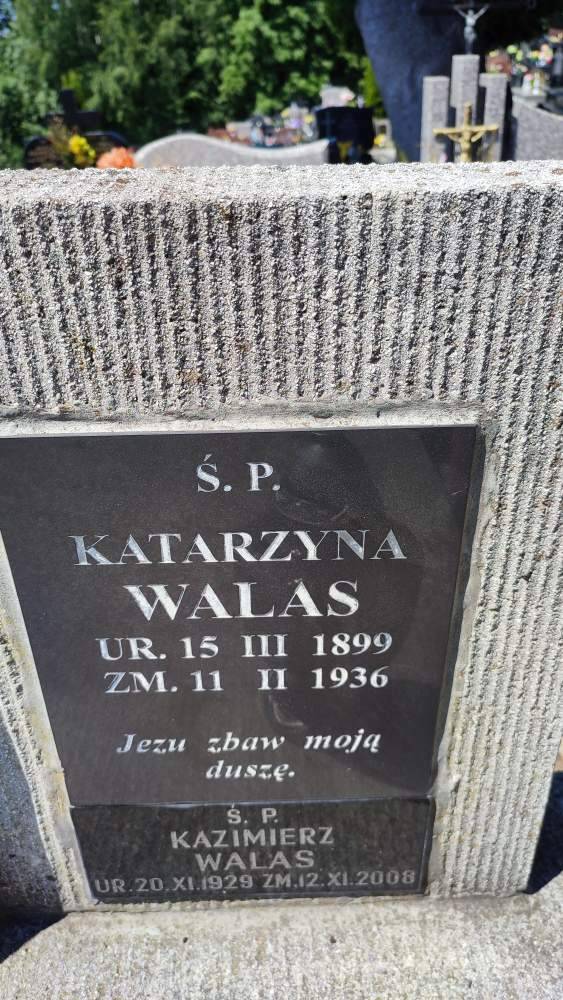 Ś. P.
KATARZYNA
WALAS
UR. 15 III 1899
ZM. 11 II 1936
Jezu zbaw moją
duszę.
Ś. P.
KAZIMIERZ
WALAS
UR. 20. XI. 1929 ZM. 12. XI. 2008